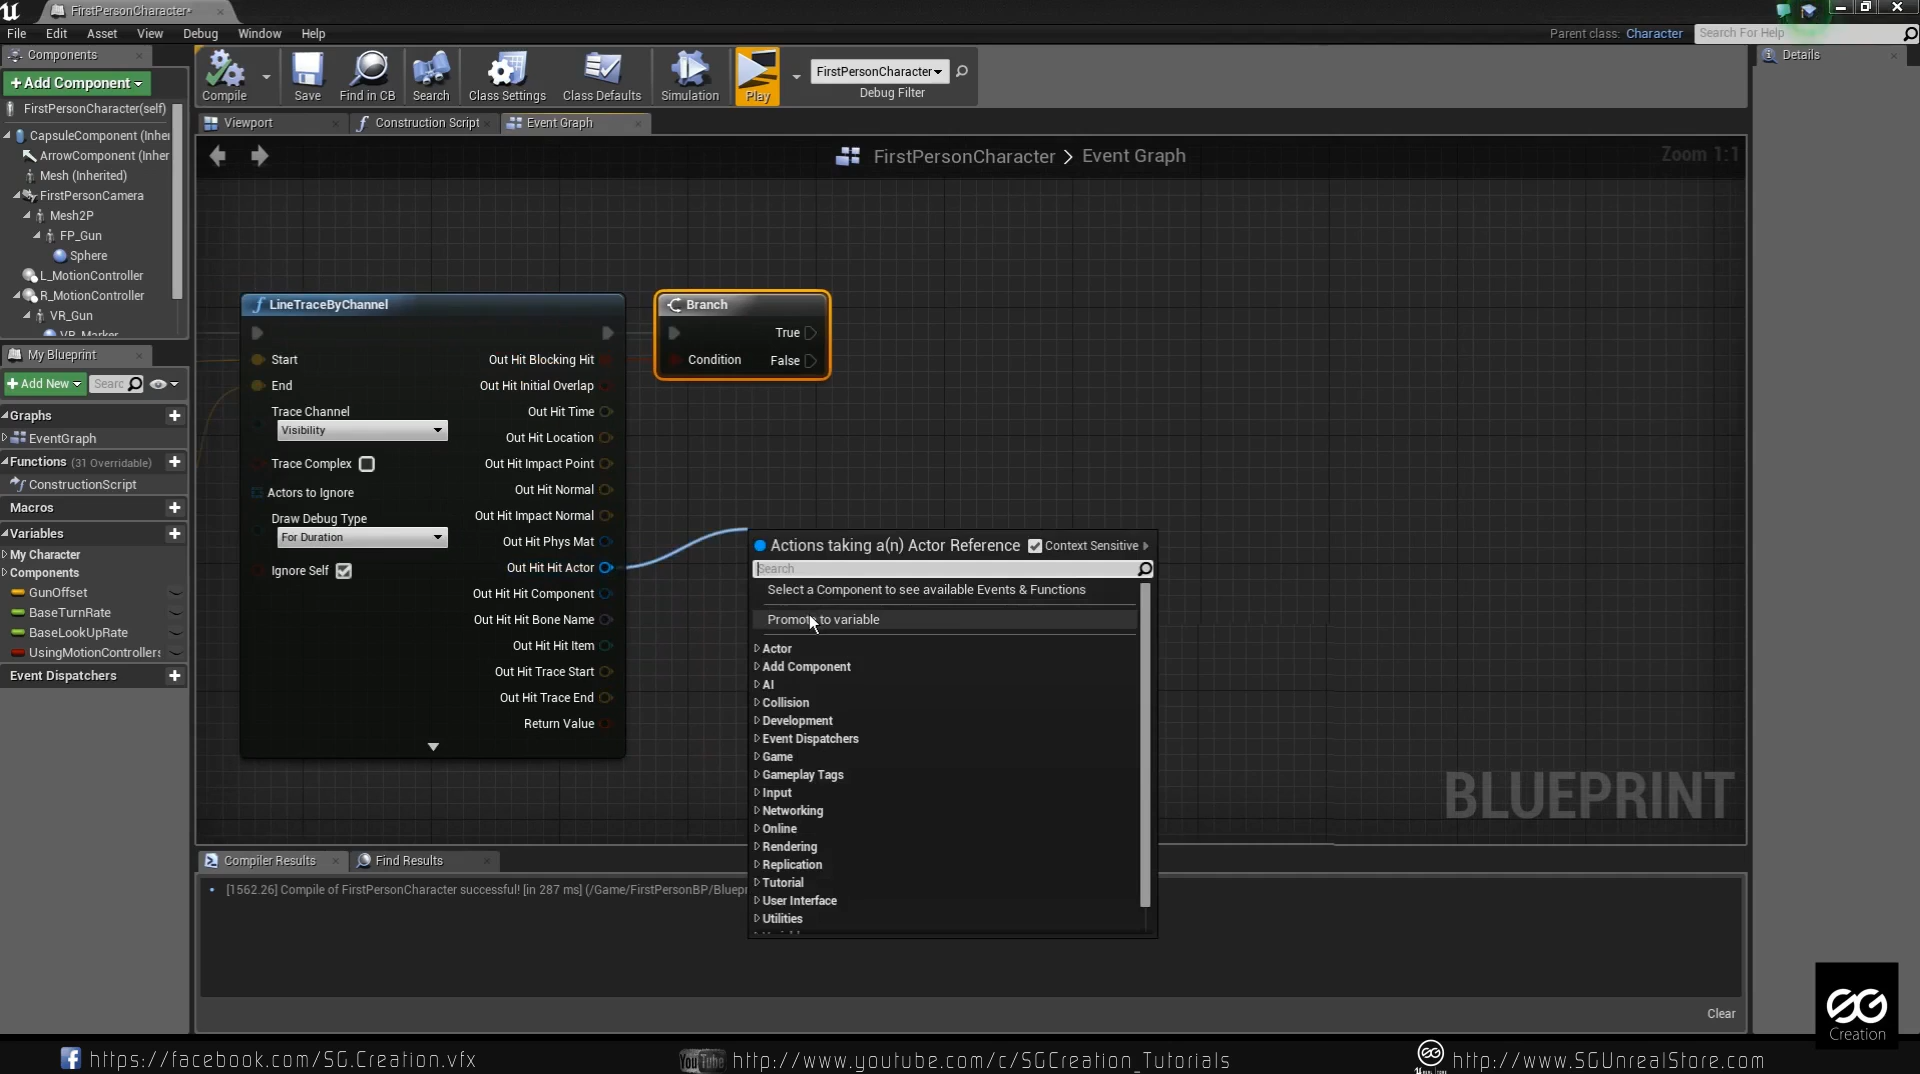 FirstPersonCharacter*
File Edit Asset View Debug Window Help
Parent class: Character
Search For Help
Components
+Add Component
FirstPersonCharacter(self)
CapsuleComponent (Inher
ArrowComponent (Inher
Mesh (Inherited)
FirstPersonCamera
Mesh2P
FP_Gun
Sphere
L_MotionController
R_MotionController
VR_Gun
VR_Marker
Compile
Save
Find in CB
Search
Class Settings
Class Defaults
Simulation
Play
FirstPersonCharacter
Debug Filter
Details
Viewport
Construction Script
Event Graph
FirstPersonCharacter > Event Graph
Zoom 1:1
My Blueprint
+Add New
Searc
Graphs
EventGraph
Functions (31 Overridable)
ConstructionScript
Macros
Variables
My Character
Components
GunOffset
BaseTurnRate
BaseLookUpRate
UsingMotionControllers
Event Dispatchers
LineTraceByChannel
Start
End
Trace Channel
Visibility
Trace Complex
Actors to Ignore
Draw Debug Type
For Duration
Ignore Self
Out Hit Blocking Hit
Out Hit Initial Overlap
Out Hit Time
Out Hit Location
Out Hit Impact Point
Out Hit Normal
Out Hit Impact Normal
Out Hit Phys Mat
Out Hit Hit Actor
Out Hit Hit Component
Out Hit Hit Bone Name
Out Hit Hit Item
Out Hit Trace Start
Out Hit Trace End
Return Value
Branch
True
Condition
False
Actions taking a(n) Actor Reference
Context Sensitive
Search
Select a Component to see available Events & Functions
Promote to variable
Actor
Add Component
AI
Collision
Development
Event Dispatchers
Game
Gameplay Tags
Input
Networking
Online
Rendering
Replication
Tutorial
User Interface
Utilities
BLUEPRINT
Compiler Results
Find Results
[1562.26] Compile of FirstPersonCharacter successful! [in 287 ms] (/Game/FirstPersonBP/Bluepr
Clear
SG
Creation
https://facebook.com/SG.Creation.vfx
YouTube
http://www.youtube.com/c/SGCreation_Tutorials
http://www.SGUnrealStore.com